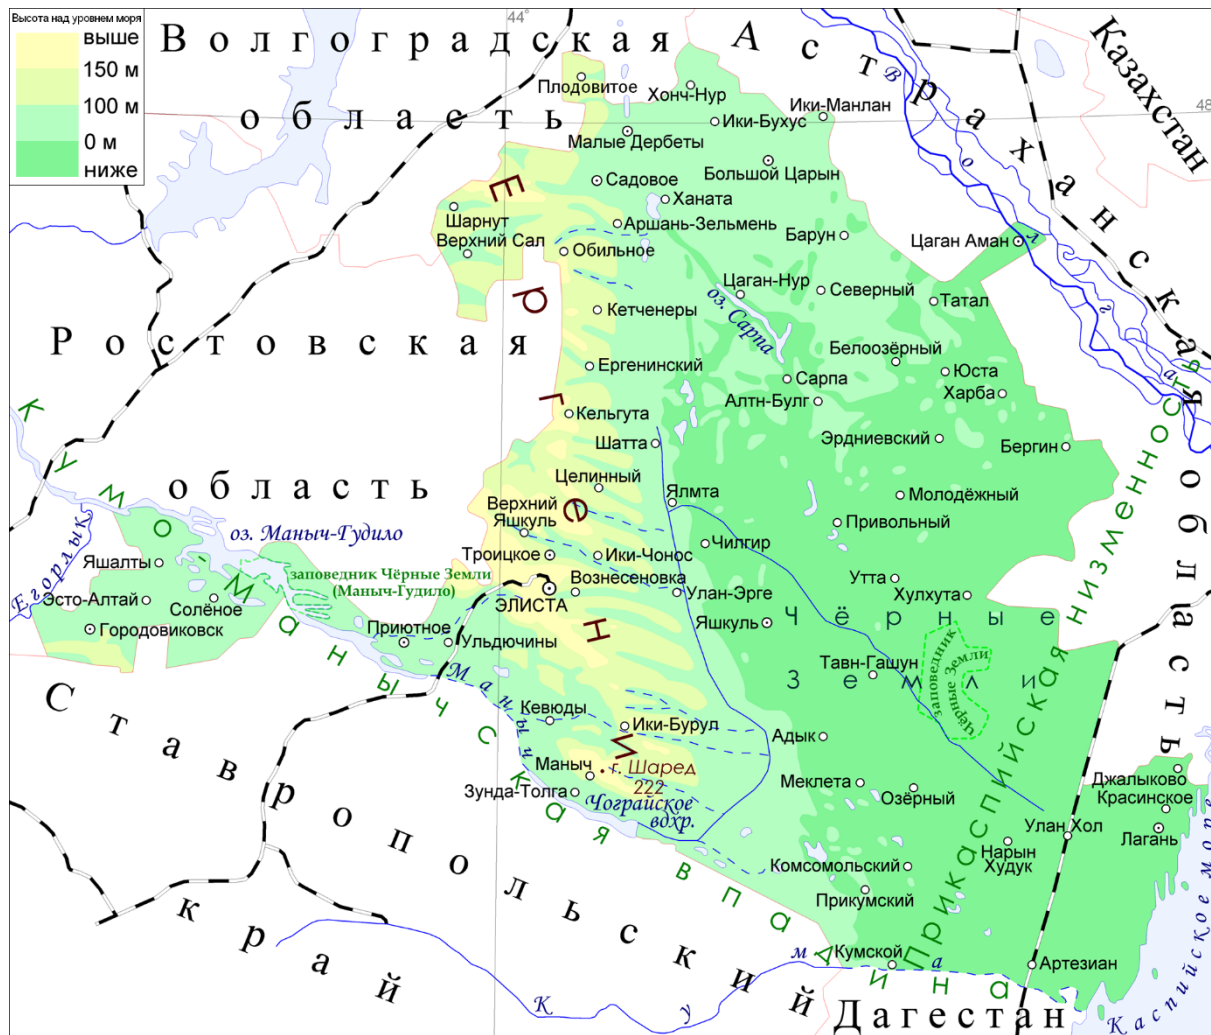 Высота над уровнем моря
выше
150 м
100 м
0 м
ниже
44°
48
Волгоградская
область
Астраханская
область
Казахстан
Ростовская
область
Ставропольский
край
Дагестан
Каспийское море
Волга
Кума
Маныч
Егорлык
Ергени
Кумо-Манычская впадина
Прикаспийская низменность
Чёрные
Земли
Плодовитое
Хонч-Нур
Ики-Манлан
Ики-Бухус
Малые Дербеты
Большой Царын
Садовое
Ханата
Шарнут
Аршань-Зельмень
Верхний Сал
Обильное
Барун
Цаган Аман
Цаган-Нур
Северный
Татал
оз. Сарпа
Кетченеры
Белоозёрный
Ергенинский
Сарпа
Юста
Алтн-Булг
Харба
Кельгута
Шатта
Эрдниевский
Бергин
Целинный
Ялмта
Молодёжный
Верхний
Яшкуль
Привольный
оз. Маныч-Гудило
Троицкое
Ики-Чонос
Чилгир
Яшалты
заповедник Чёрные Земли
(Маныч-Гудило)
Вознесеновка
Утта
Эсто-Алтай
Солёное
ЭЛИСТА
Улан-Эрге
Хулхута
Городовиковск
Приютное
Ульдючины
Яшкуль
Тавн-Гашун
заповедник
Чёрные Земли
Кевюды
Ики-Бурул
Адык
Маныч
г. Шаред
222
Зунда-Толга
Чограйское
вдхр.
Меклета
Озёрный
Джалыково
Красинское
Улан Хол
Лагань
Нарын
Худук
Комсомольский
Прикумский
Кумской
Артезиан